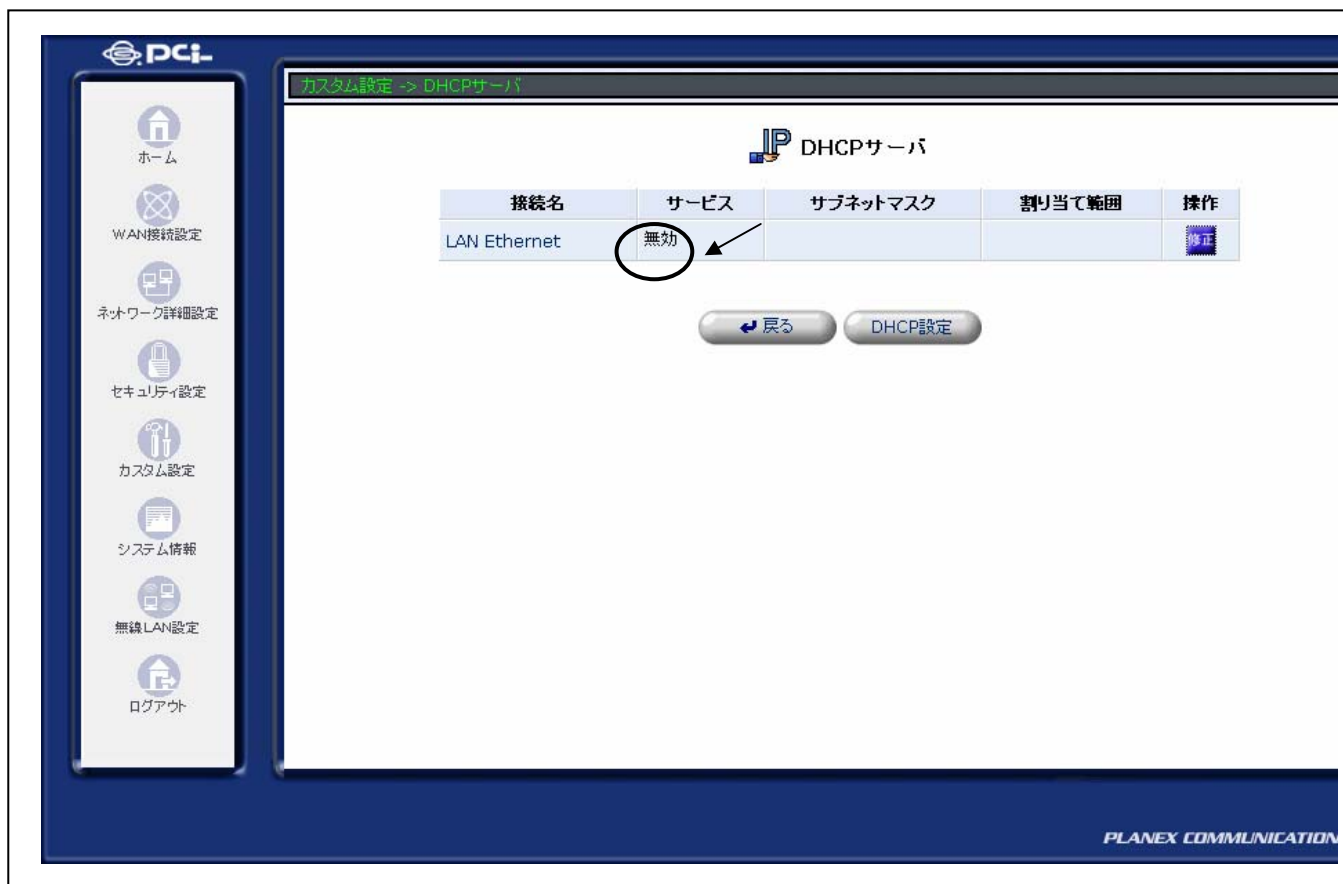 PCi
カスタム設定 -> DHCPサーバ
ホーム
WAN接続設定
ネットワーク詳細設定
セキュリティ設定
カスタム設定
システム情報
無線LAN設定
ログアウト
IP DHCPサーバ
接続名 サービス サブネットマスク 割り当て範囲 操作
LAN Ethernet 無効 修正
戻る DHCP設定
PLANEX COMMUNICATION